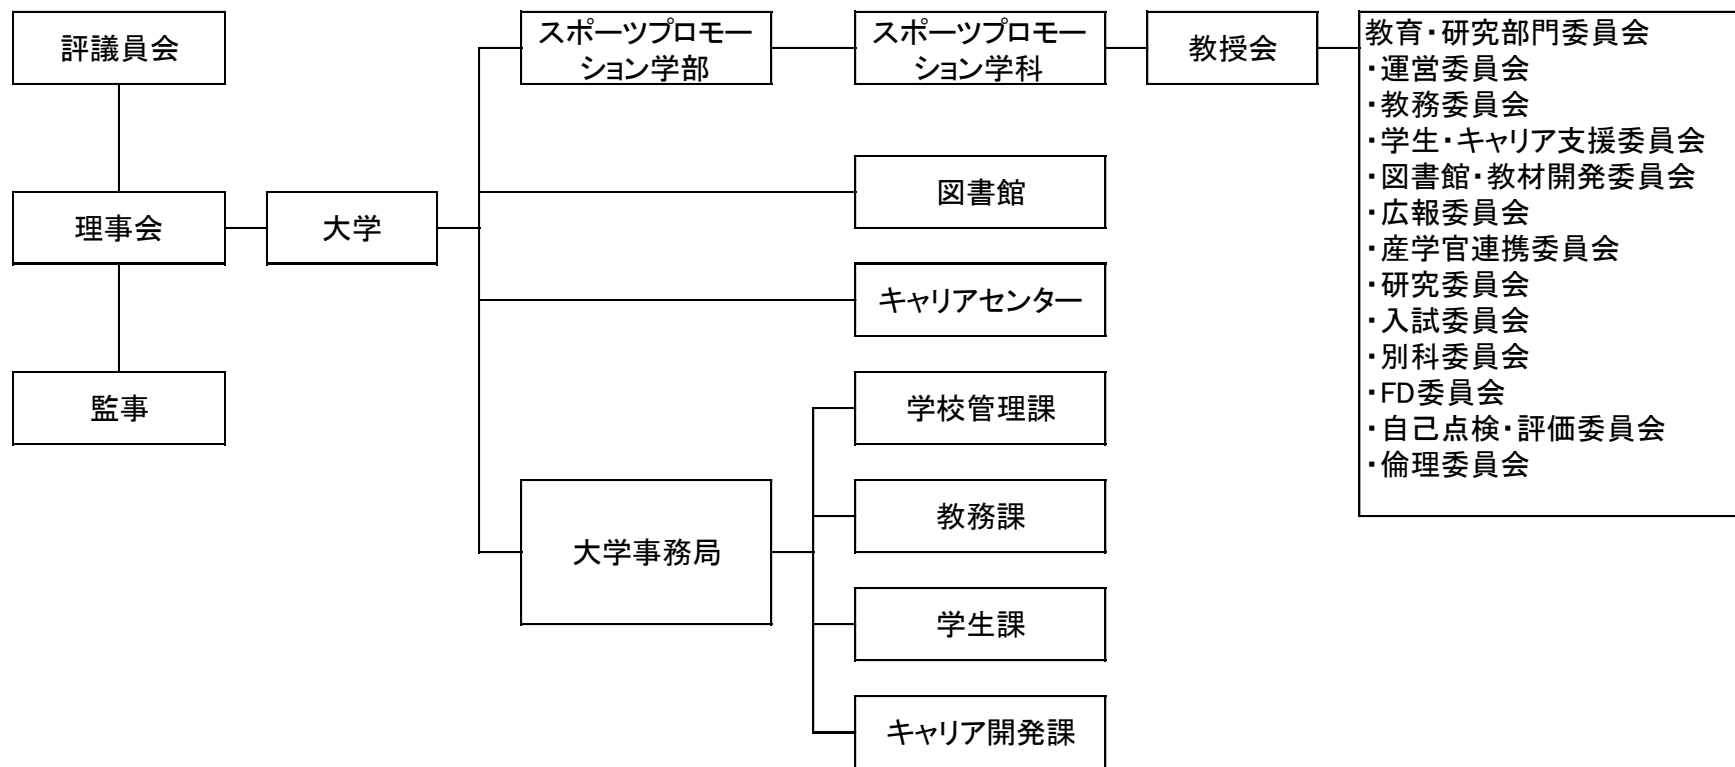 評議員会
理事会
監事
大学
スポーツプロモー
ション学部
スポーツプロモー
ション学科
教授会
図書館
キャリアセンター
大学事務局
学校管理課
教務課
学生課
キャリア開発課
教育・研究部門委員会
・運営委員会
・教務委員会
・学生・キャリア支援委員会
・図書館・教材開発委員会
・広報委員会
・産学官連携委員会
・研究委員会
・入試委員会
・別科委員会
・FD委員会
・自己点検・評価委員会
・倫理委員会